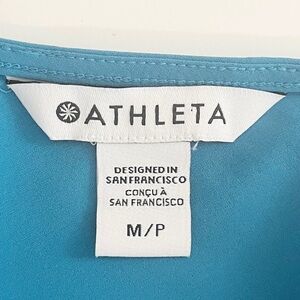 ATHLETA
DESIGNED IN
SAN FRANCISCO
CONÇU À
SAN FRANCISCO
M/P